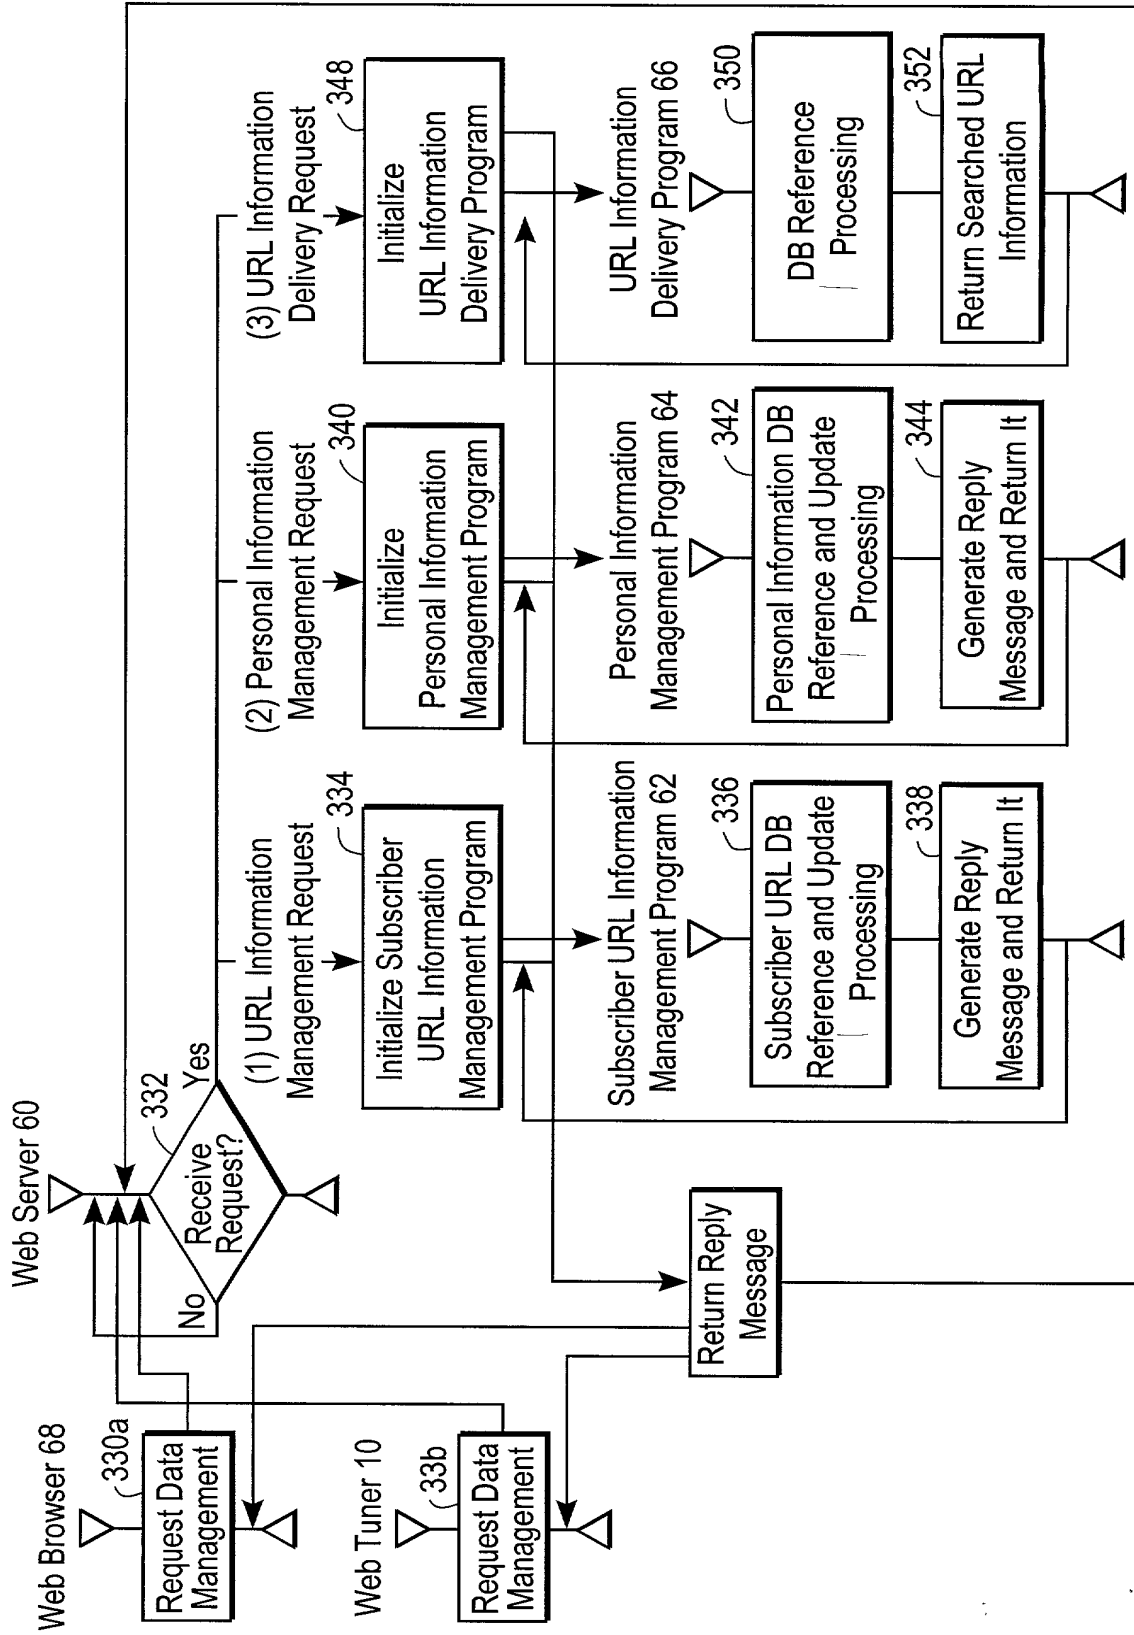 Web Browser 68
330a
Request Data
Management
Web Tuner 10
33b
Request Data
Management
Web Server 60
332
Receive
Request?
No
Yes
Return Reply
Message
(1) URL Information
Management Request
334
Initialize Subscriber
URL Information
Management Program
Subscriber URL Information
Management Program 62
336
Subscriber URL DB
Reference and Update
Processing
338
Generate Reply
Message and Return It
(2) Personal Information
Management Request
340
Initialize
Personal Information
Management Program
Personal Information
Management Program 64
342
Personal Information DB
Reference and Update
Processing
344
Generate Reply
Message and Return It
(3) URL Information
Delivery Request
348
Initialize
URL Information
Delivery Program
URL Information
Delivery Program 66
350
DB Reference
Processing
352
Return Searched URL
Information